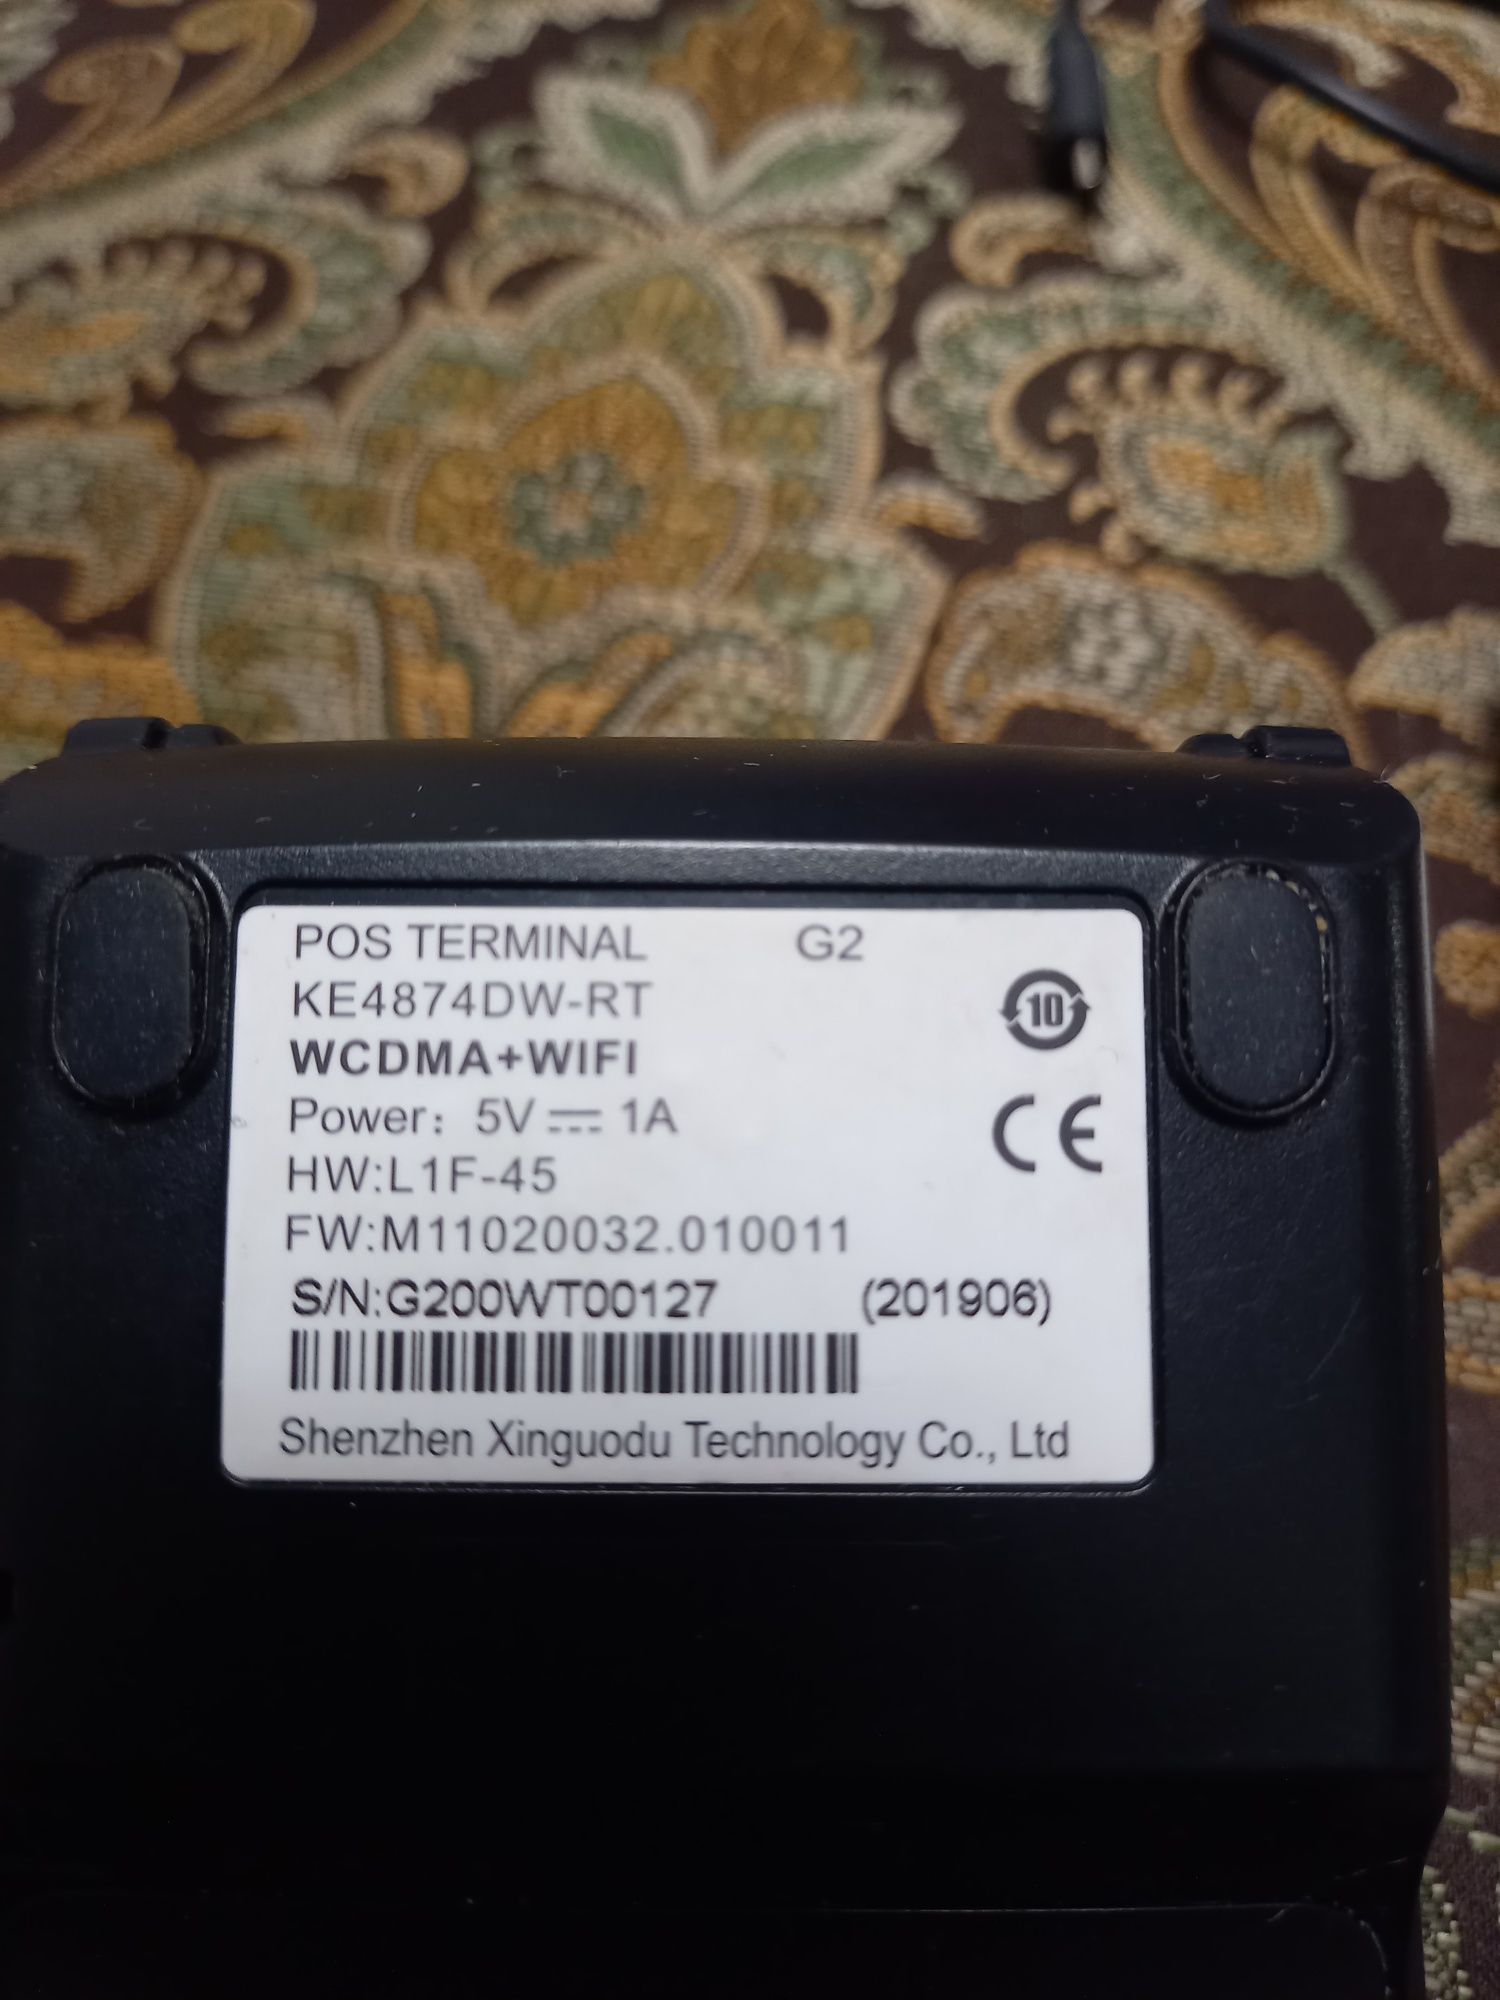 POS TERMINAL G2
KE4874DW-RT
10
WCDMA+WIFI
Power: 5V⎓1A
CE
HW:L1F-45
FW:M11020032.010011
S/N:G200WT00127 (201906)
Shenzhen Xinguodu Technology Co., Ltd